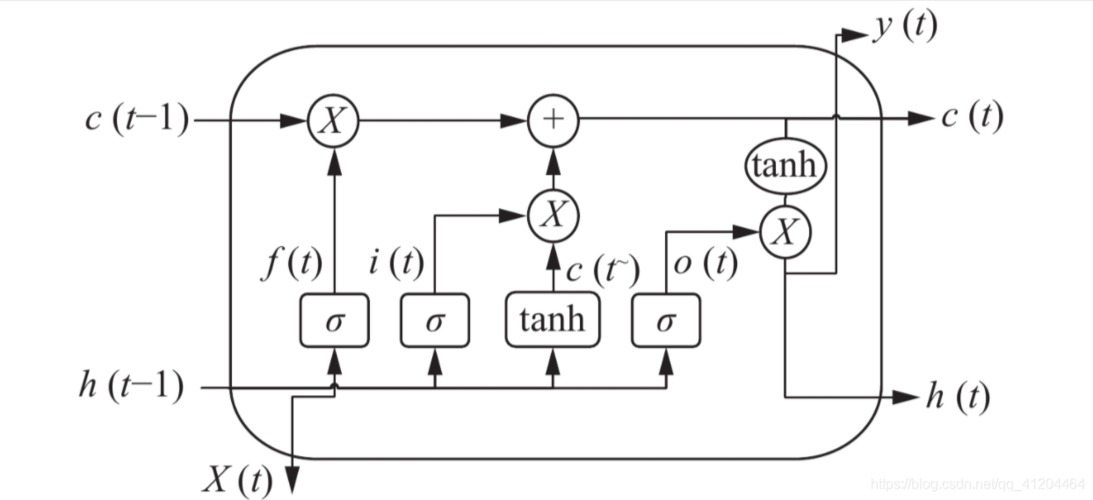 y (t)
c (t−1) X + c (t)
tanh
X X
f (t) i (t) c (t~) o (t)
σ σ tanh σ
h (t−1) h (t)
X (t)
https://blog.csdn.net/qq_41204464